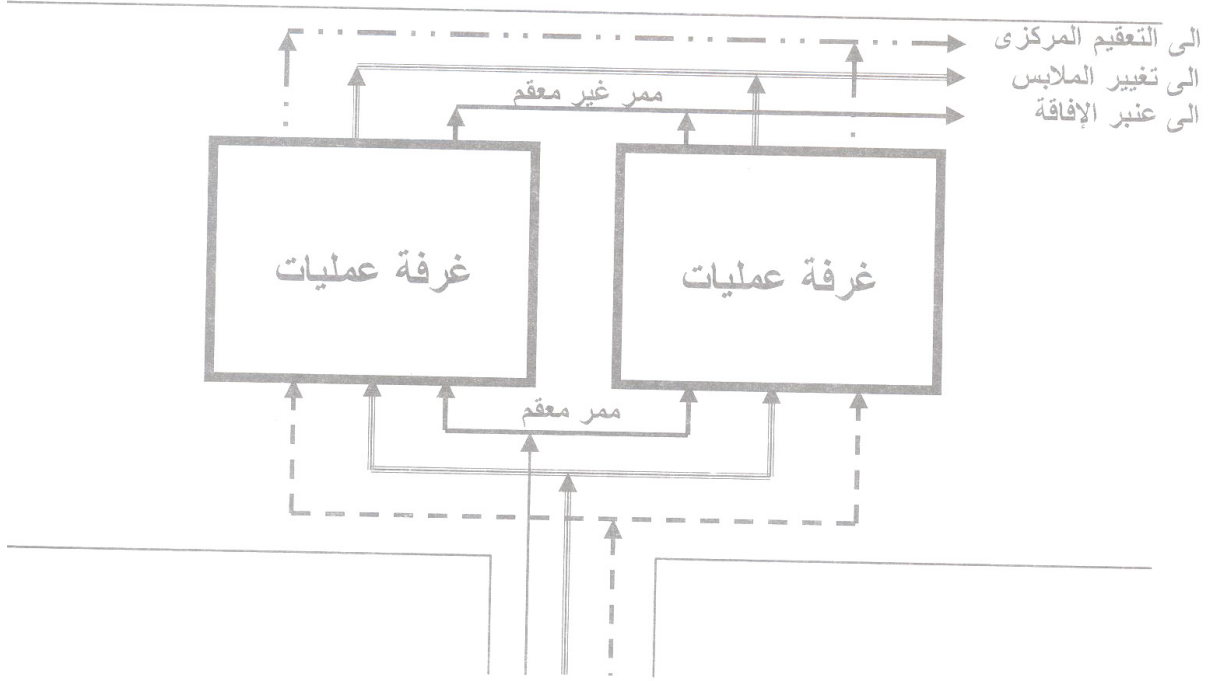 الى التعقيم المركزى
الى تغيير الملابس
الى عنبر الإفاقة
ممر غير معقم
غرفة عمليات
غرفة عمليات
ممر معقم